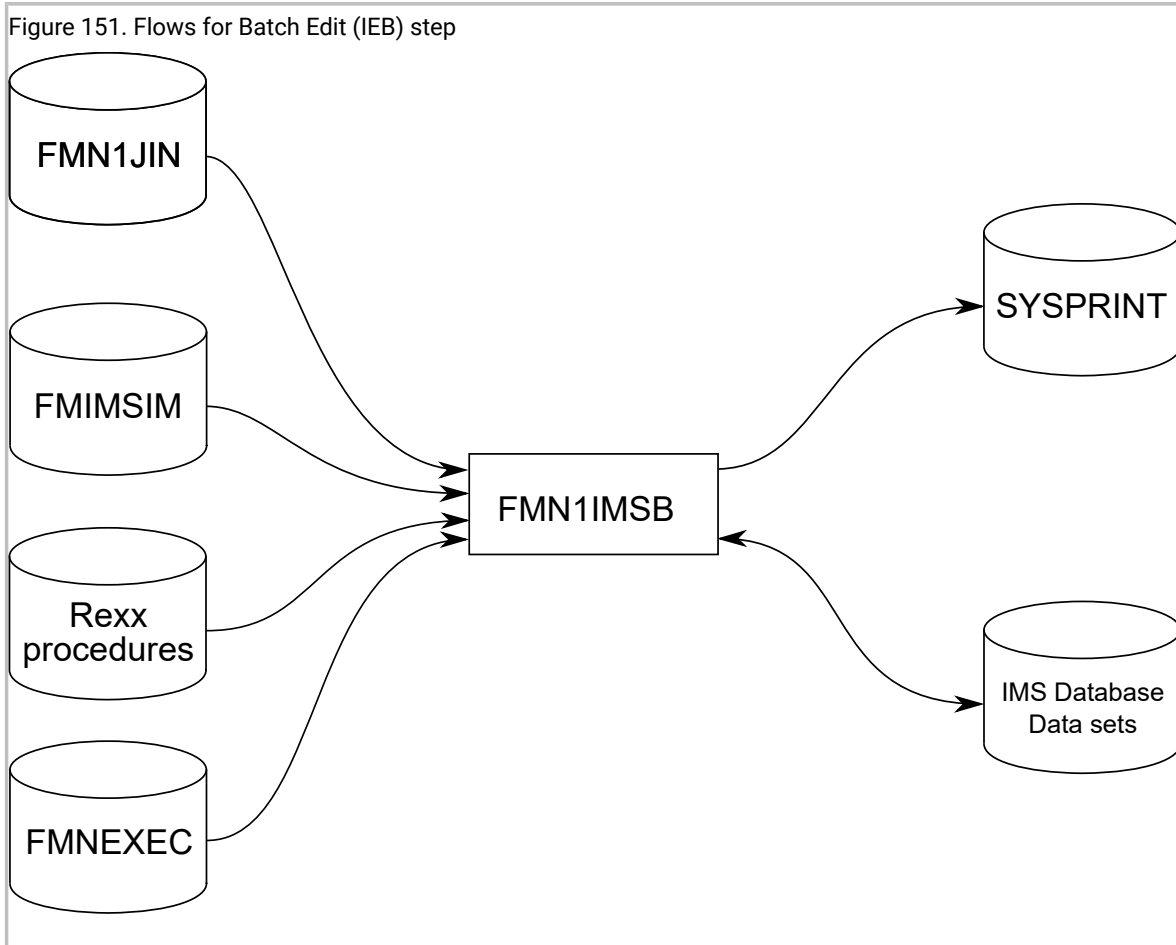 Figure 151. Flows for Batch Edit (IEB) step
FMN1JIN
FMIMSIM
Rexx
procedures
FMNEXEC
FMN1IMSB
SYSPRINT
IMS Database
Data sets